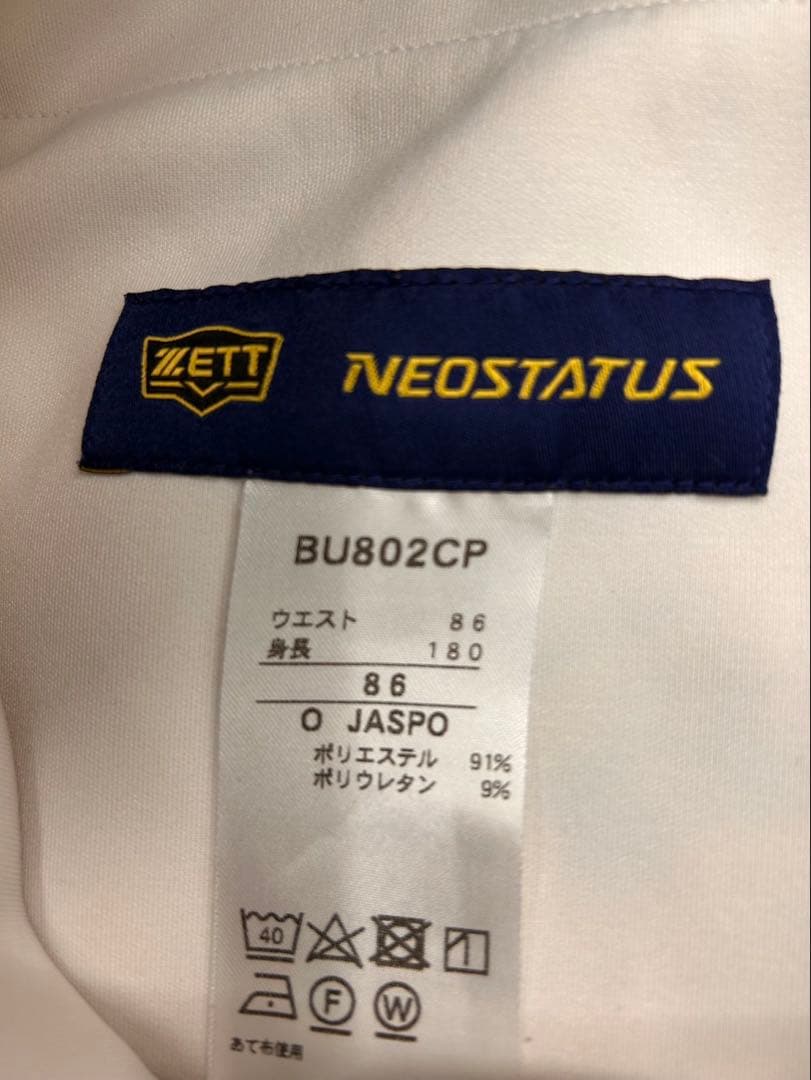 ZETT NEOSTATUS
BU802CP
ウエスト 86
身長 180
86
O JASPO
ポリエステル 91%
ポリウレタン 9%
40
F W
あて布使用